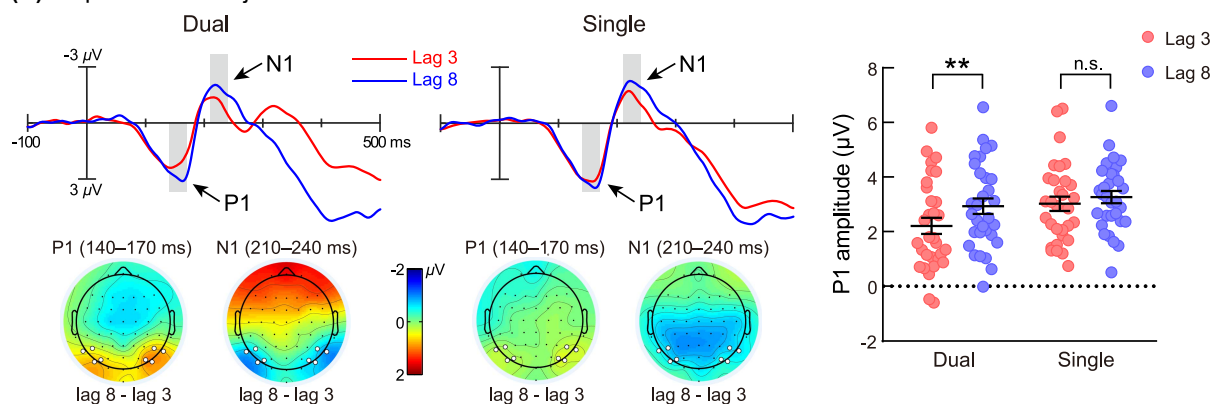 Dual
Single
-3 µV
N1
Lag 3
Lag 8
-100
500 ms
3 µV
P1
N1
P1
P1 (140–170 ms)
N1 (210–240 ms)
-2 µV
0
2
lag 8 - lag 3
lag 8 - lag 3
P1 (140–170 ms)
N1 (210–240 ms)
lag 8 - lag 3
lag 8 - lag 3
Lag 3
Lag 8
**
n.s.
P1 amplitude (µV)
8
6
4
2
0
-2
Dual
Single